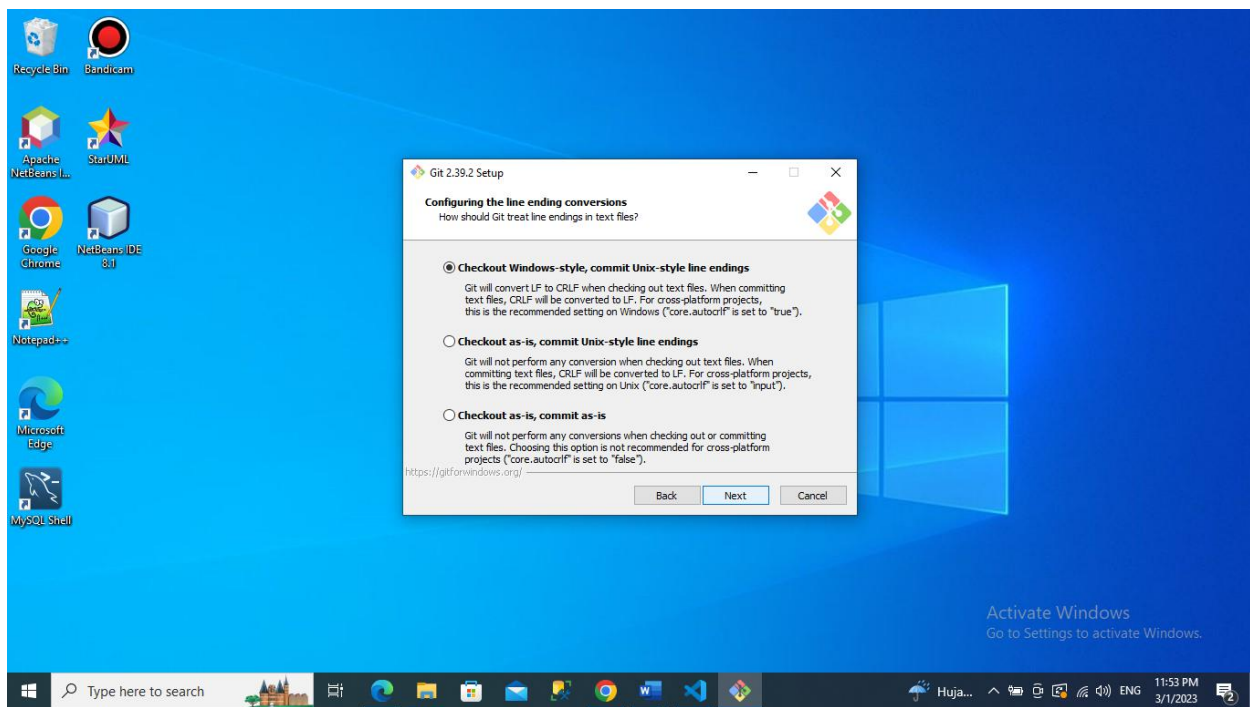 Recycle Bin
Bandicam
Apache
NetBeans I...
StarUML
Google
Chrome
NetBeans IDE
8.1
Notepad++
Microsoft
Edge
MySQL Shell
Git 2.39.2 Setup
Configuring the line ending conversions
How should Git treat line endings in text files?
Checkout Windows-style, commit Unix-style line endings
Git will convert LF to CRLF when checking out text files. When committing
text files, CRLF will be converted to LF. For cross-platform projects,
this is the recommended setting on Windows ("core.autocrlf" is set to "true").
Checkout as-is, commit Unix-style line endings
Git will not perform any conversion when checking out text files. When
committing text files, CRLF will be converted to LF. For cross-platform projects,
this is the recommended setting on Unix ("core.autocrlf" is set to "input").
Checkout as-is, commit as-is
Git will not perform any conversions when checking out or committing
text files. Choosing this option is not recommended for cross-platform
projects ("core.autocrlf" is set to "false").
https://gitforwindows.org/
Back Next Cancel
Activate Windows
Go to Settings to activate Windows.
Type here to search
Huja...
ENG
11:53 PM
3/1/2023
2